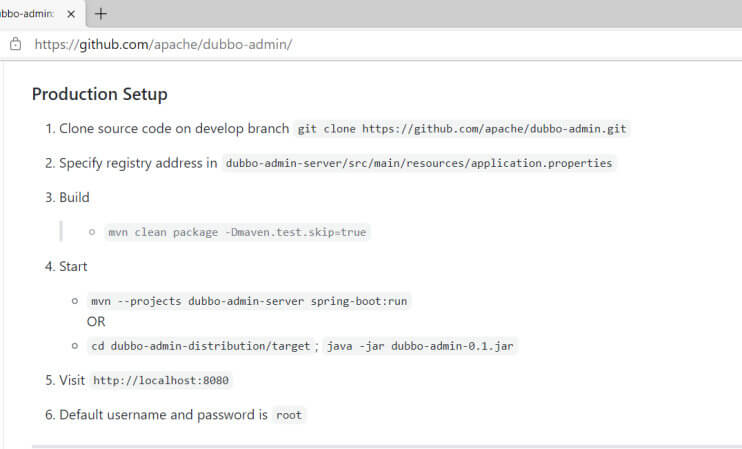 ubbo-admin:
https://github.com/apache/dubbo-admin/
Production Setup
1. Clone source code on develop branch git clone https://github.com/apache/dubbo-admin.git
2. Specify registry address in dubbo-admin-server/src/main/resources/application.properties
3. Build
mvn clean package -Dmaven.test.skip=true
4. Start
mvn --projects dubbo-admin-server spring-boot:run
OR
cd dubbo-admin-distribution/target; java -jar dubbo-admin-0.1.jar
5. Visit http://localhost:8080
6. Default username and password is root